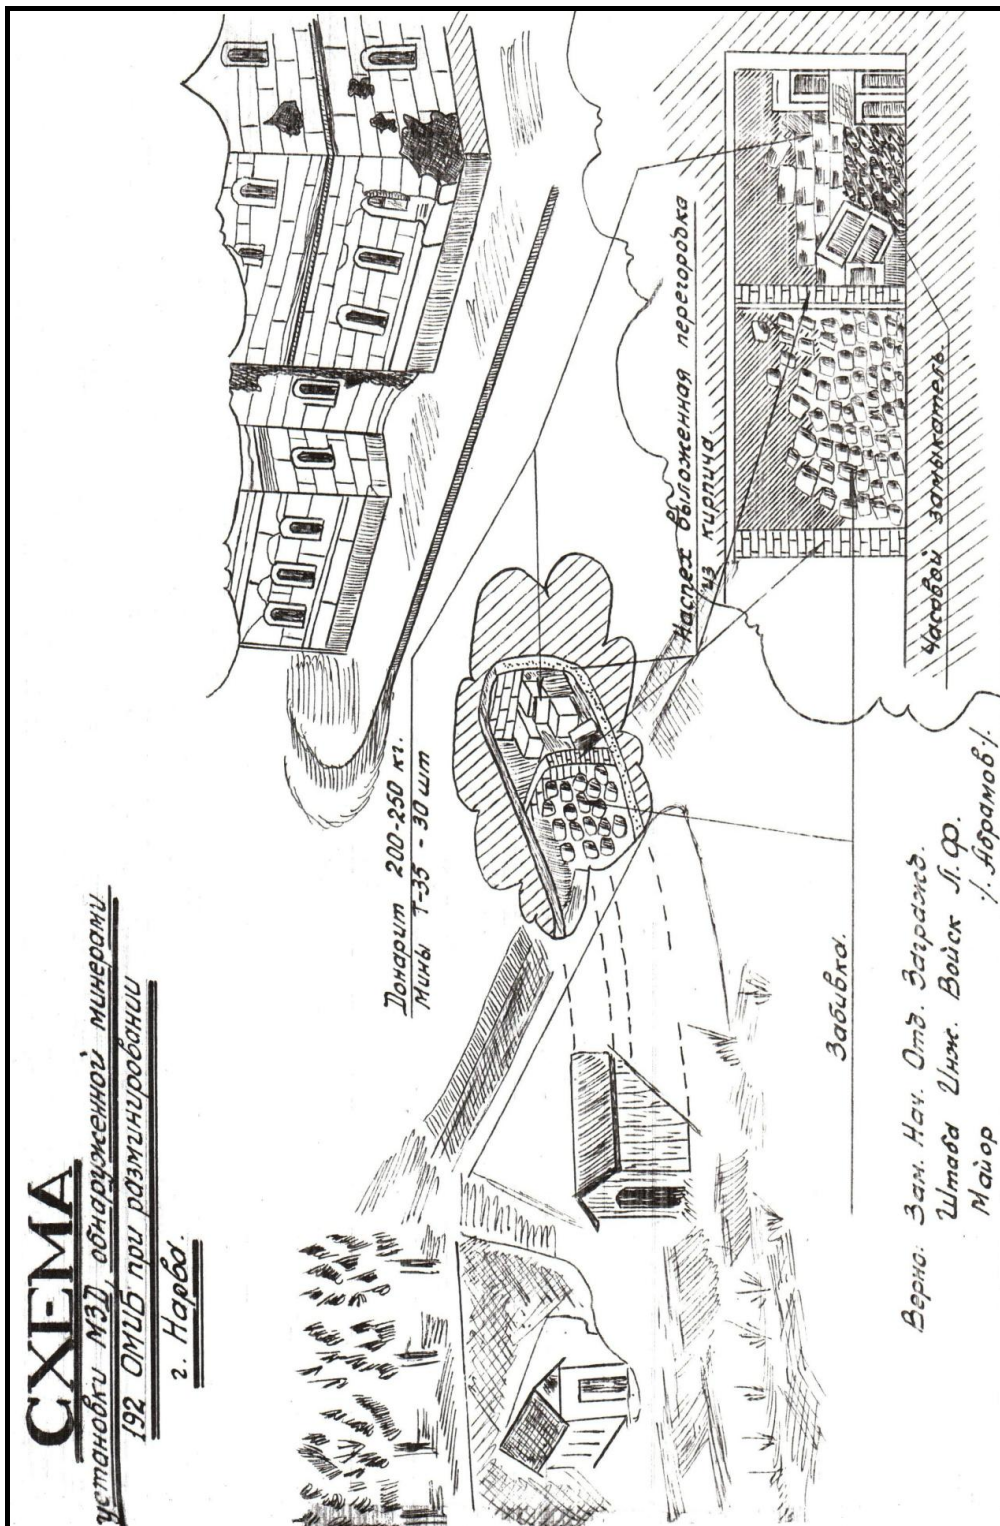 СХЕМА
установки МЗД, обнаруженной минерами
192 ОМИБ при разминировании
г. Нарва.
Донарит 200-250 кг.
Мины Т-35 - 30 шт
Наспех выложенная перегородка
из кирпича.
Часовой замыкатель.
Забивка.
Верно: Зам. Нач. Отд. Загражд.
Штаба Инж. Войск Л.Ф.
Майор /. Абрамов /.